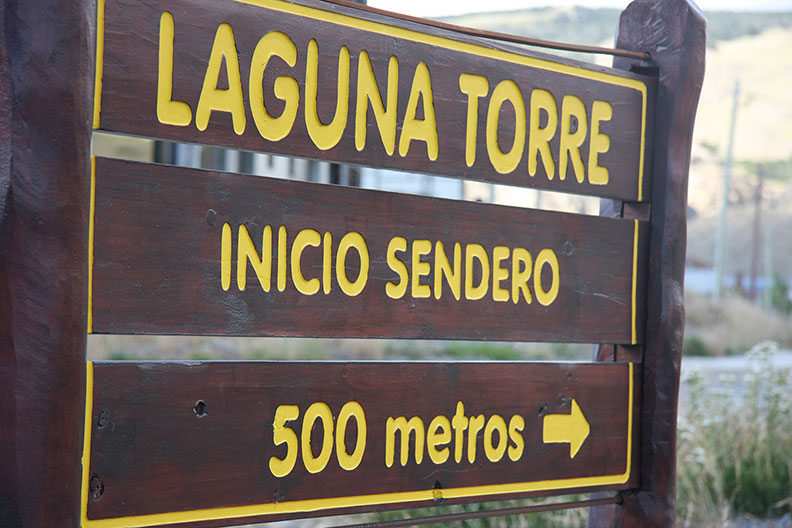 LAGUNA TORRE
INICIO SENDERO
500 metros